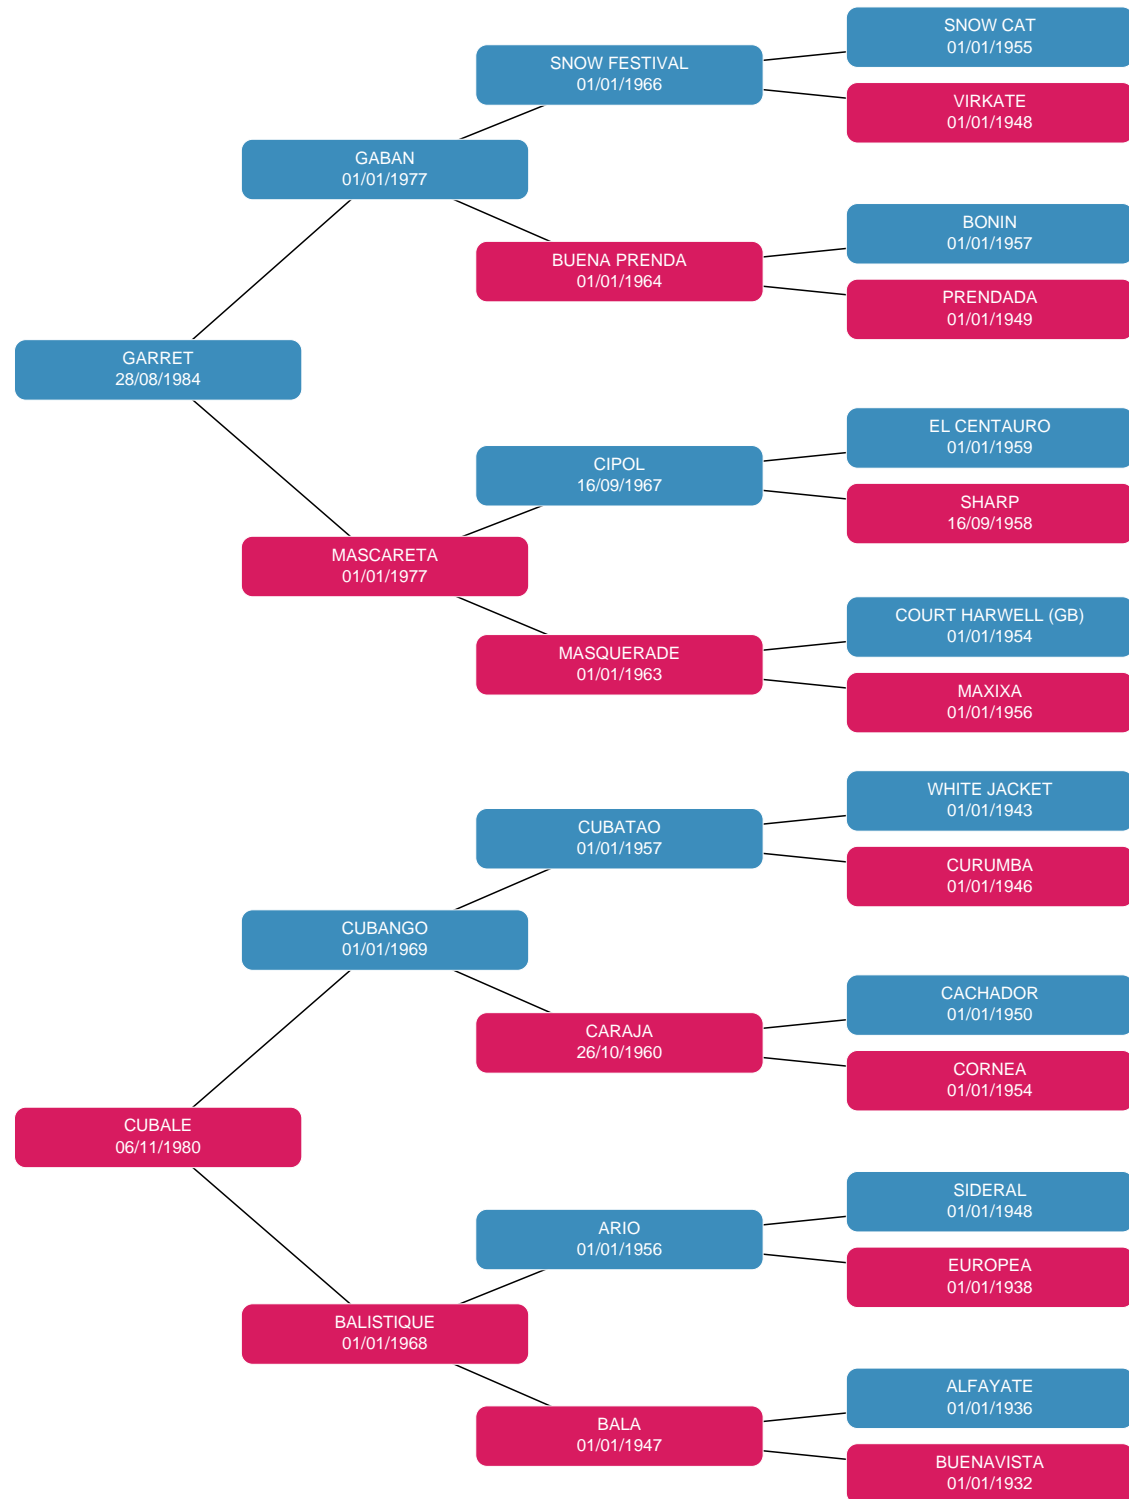 SNOW CAT
01/01/1955
SNOW FESTIVAL
01/01/1966
VIRKATE
01/01/1948
GABAN
01/01/1977
BONIN
01/01/1957
BUENA PRENDA
01/01/1964
PRENDADA
01/01/1949
GARRET
28/08/1984
EL CENTAURO
01/01/1959
CIPOL
16/09/1967
SHARP
16/09/1958
MASCARETA
01/01/1977
COURT HARWELL (GB)
01/01/1954
MASQUERADE
01/01/1963
MAXIXA
01/01/1956
WHITE JACKET
01/01/1943
CUBATAO
01/01/1957
CURUMBA
01/01/1946
CUBANGO
01/01/1969
CACHADOR
01/01/1950
CARAJA
26/10/1960
CORNEA
01/01/1954
CUBALE
06/11/1980
SIDERAL
01/01/1948
ARIO
01/01/1956
EUROPEA
01/01/1938
BALISTIQUE
01/01/1968
ALFAYATE
01/01/1936
BALA
01/01/1947
BUENAVISTA
01/01/1932